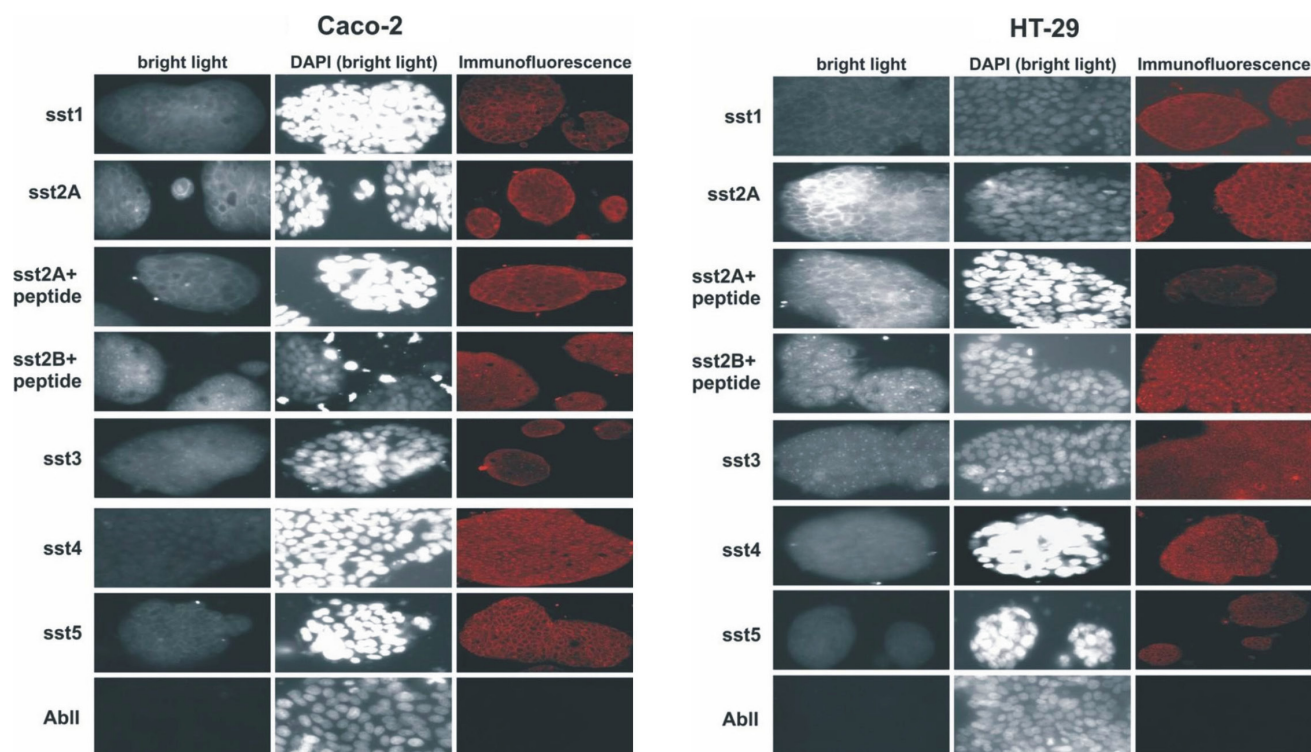 Caco-2
bright light DAPI (bright light) Immunofluorescence
sst1
sst2A
sst2A+
peptide
sst2B+
peptide
sst3
sst4
sst5
AbII
HT-29
bright light DAPI (bright light) Immunofluorescence
sst1
sst2A
sst2A+
peptide
sst2B+
peptide
sst3
sst4
sst5
AbII